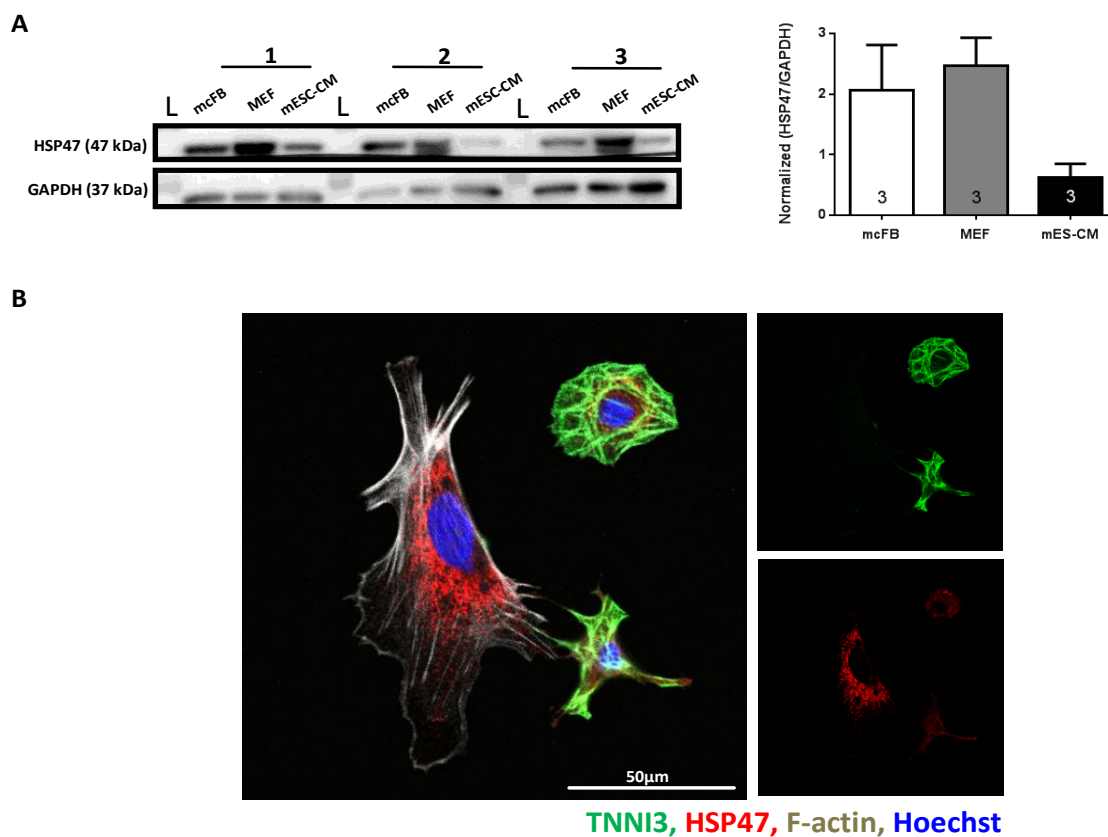 A
1 2 3
L mcFB MEF mESC-CM L mcFB MEF mESC-CM L mcFB MEF mESC-CM
HSP47 (47 kDa)
GAPDH (37 kDa)
Normalized (HSP47/GAPDH)
3
2
1
0
3 3 3
mcFB MEF mES-CM
B
50µm
TNNI3, HSP47, F-actin, Hoechst